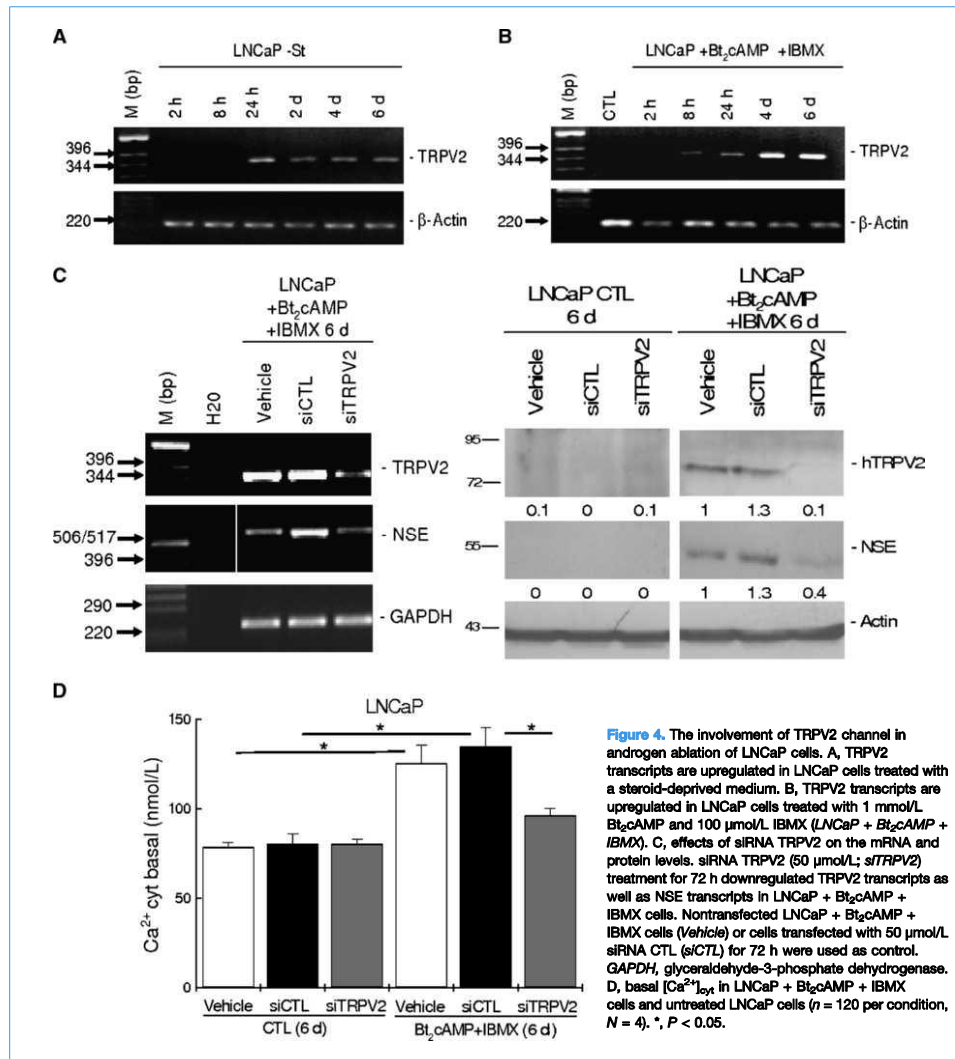 A
LNCaP -St
M (bp)
2 h
8 h
24 h
2 d
4 d
6 d
396
344
- TRPV2
220
- β-Actin
B
LNCaP +Bt2cAMP +IBMX
M (bp)
CTL
2 h
8 h
24 h
4 d
6 d
396
344
- TRPV2
220
- β-Actin
C
LNCaP
+Bt2cAMP
+IBMX 6 d
M (bp)
H20
Vehicle
siCTL
siTRPV2
396
344
- TRPV2
506/517
396
- NSE
290
220
- GAPDH
LNCaP CTL
6 d
LNCaP
+Bt2cAMP
+IBMX 6 d
Vehicle
siCTL
siTRPV2
Vehicle
siCTL
siTRPV2
95
72
- hTRPV2
0.1 0 0.1 1 1.3 0.1
55
- NSE
0 0 0 1 1.3 0.4
43
- Actin
D
LNCaP
Ca2+ cyt basal (nmol/L)
150
100
50
0
* * *
Vehicle siCTL siTRPV2 Vehicle siCTL siTRPV2
CTL (6 d) Bt2cAMP+IBMX (6 d)
Figure 4. The involvement of TRPV2 channel in
androgen ablation of LNCaP cells. A, TRPV2
transcripts are upregulated in LNCaP cells treated with
a steroid-deprived medium. B, TRPV2 transcripts are
upregulated in LNCaP cells treated with 1 mmol/L
Bt2cAMP and 100 µmol/L IBMX (LNCaP + Bt2cAMP +
IBMX). C, effects of siRNA TRPV2 on the mRNA and
protein levels. siRNA TRPV2 (50 µmol/L; siTRPV2)
treatment for 72 h downregulated TRPV2 transcripts as
well as NSE transcripts in LNCaP + Bt2cAMP +
IBMX cells. Nontransfected LNCaP + Bt2cAMP +
IBMX cells (Vehicle) or cells transfected with 50 µmol/L
siRNA CTL (siCTL) for 72 h were used as control.
GAPDH, glyceraldehyde-3-phosphate dehydrogenase.
D, basal [Ca2+]cyt in LNCaP + Bt2cAMP + IBMX
cells and untreated LNCaP cells (n = 120 per condition,
N = 4). *, P < 0.05.